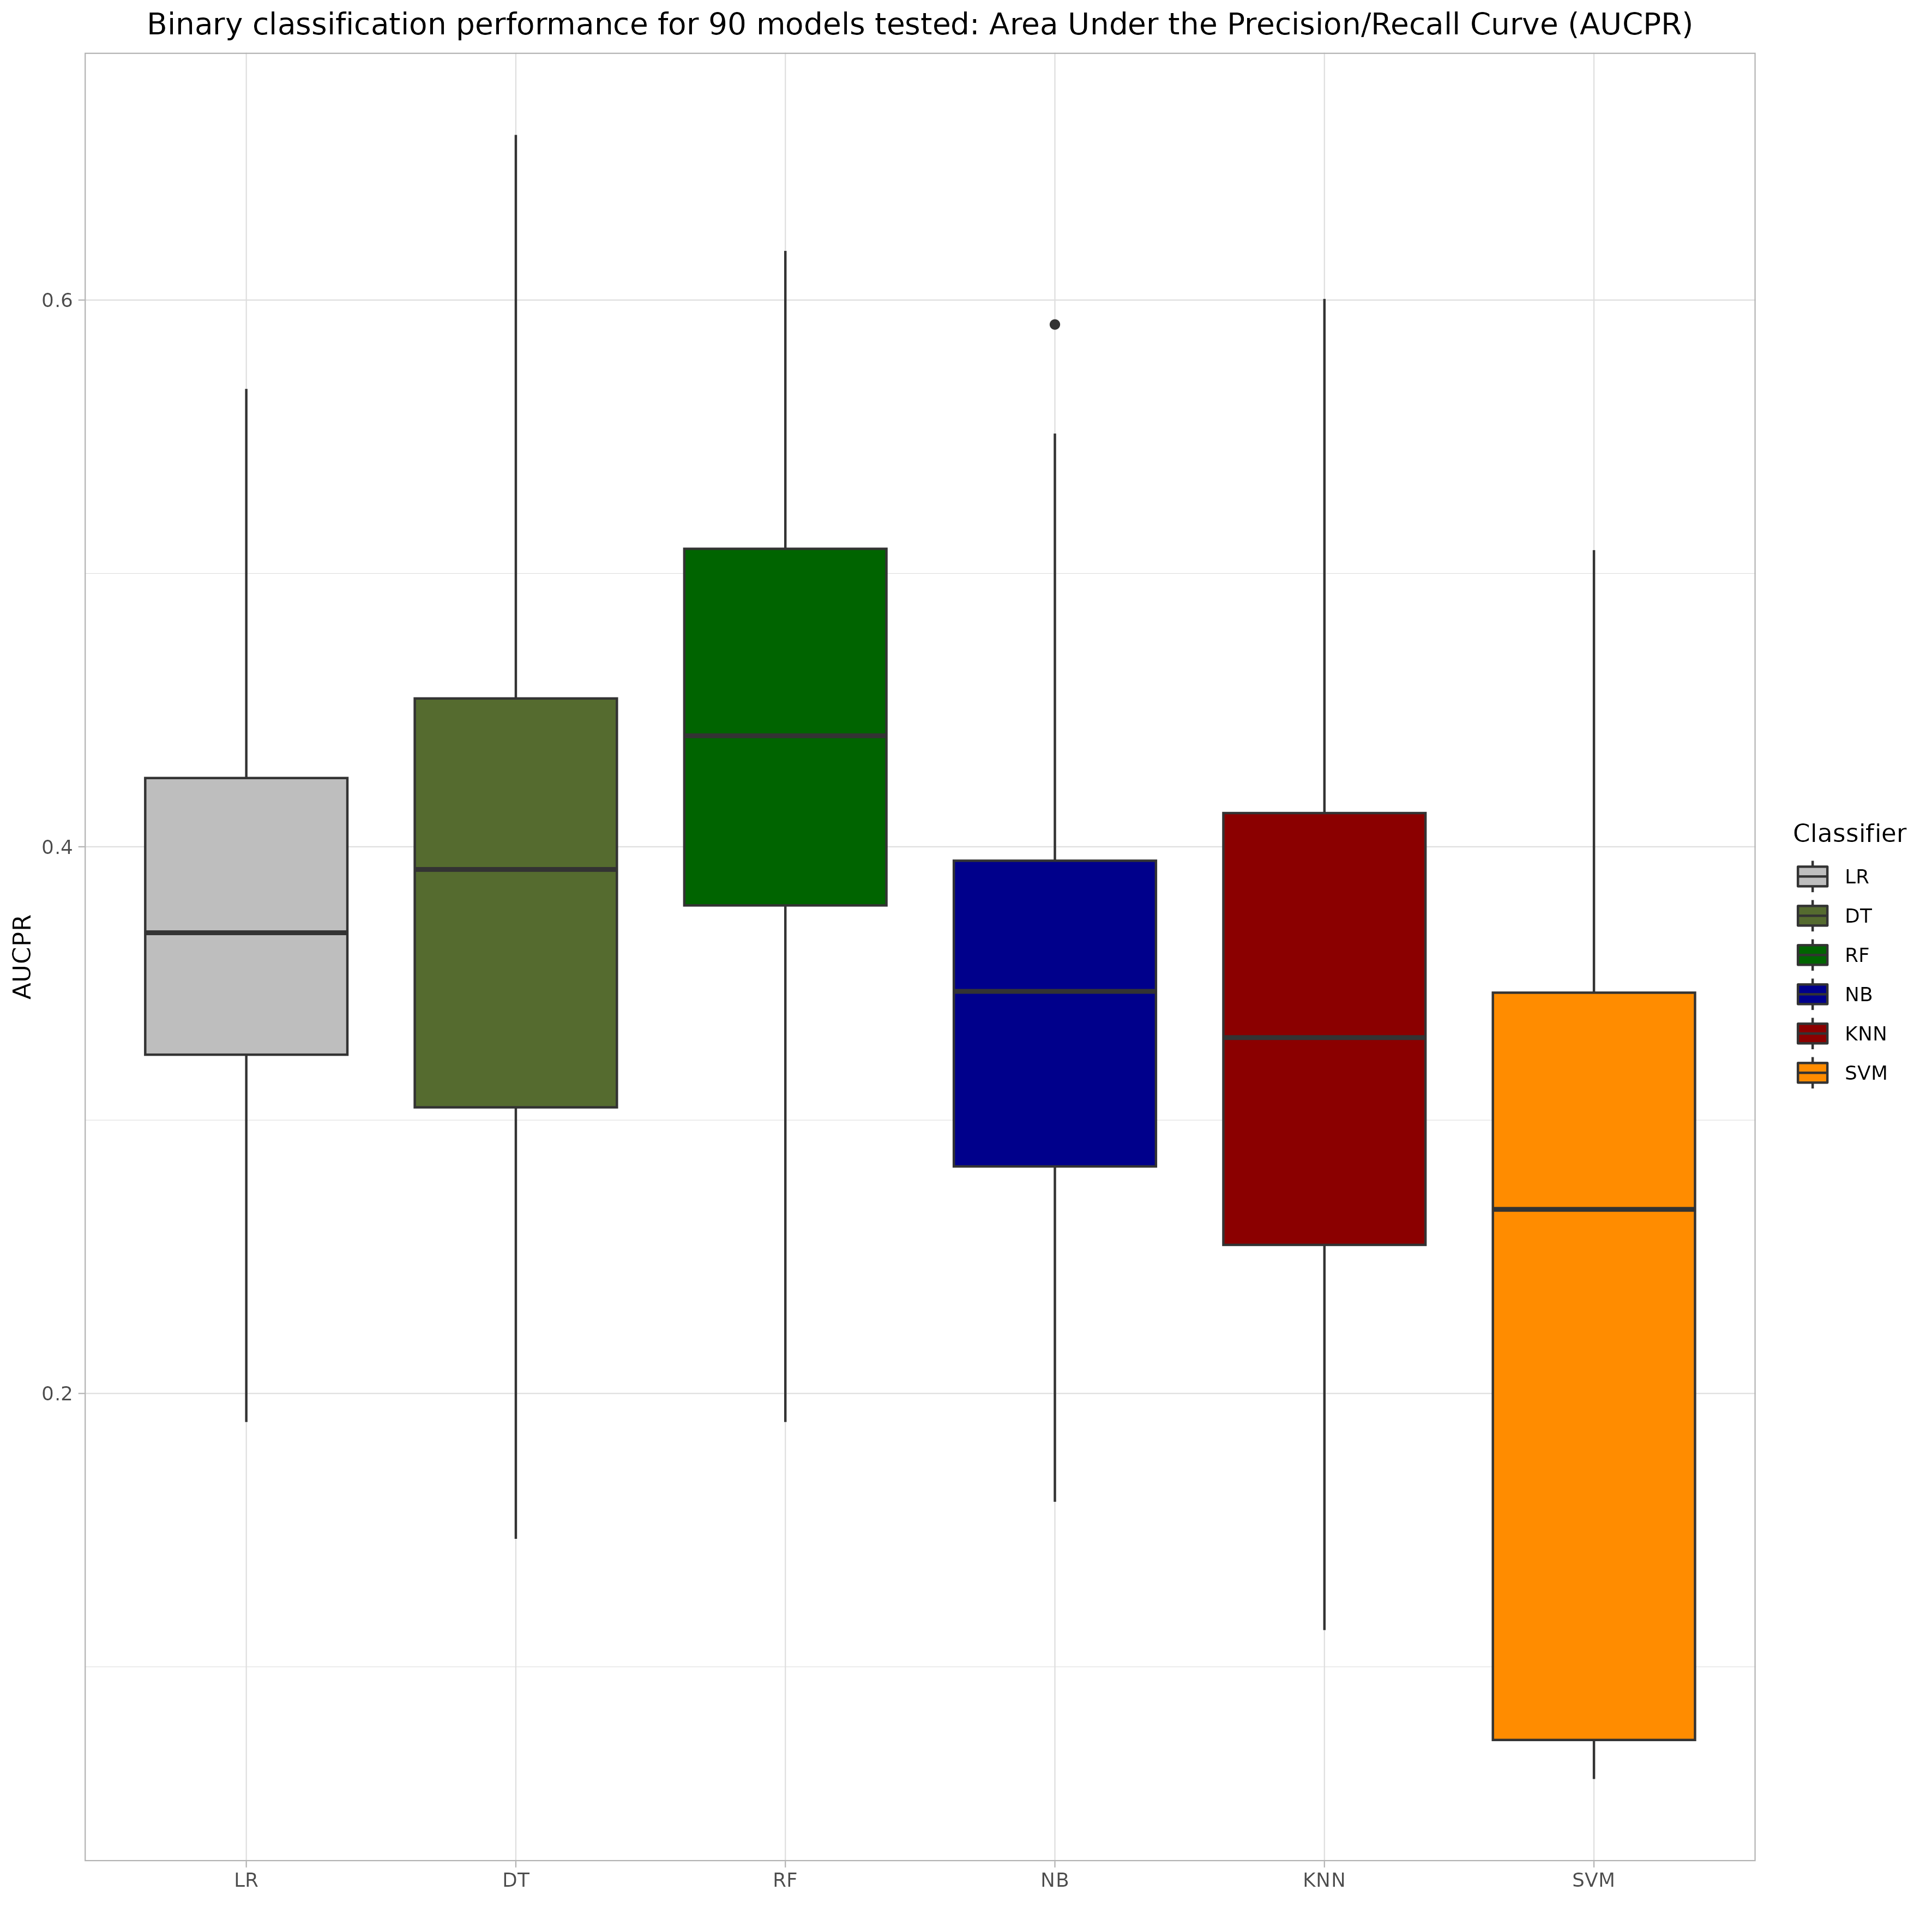 Binary classification performance for 90 models tested: Area Under the Precision/Recall Curve (AUCPR)
AUCPR
0.6
0.4
0.2
LR
DT
RF
NB
KNN
SVM
Classifier
LR
DT
RF
NB
KNN
SVM